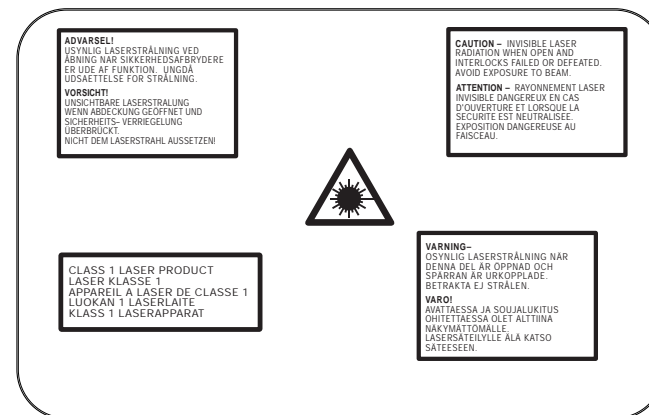 ADVARSEL!
USYNLIG LASERSTRÅLNING VED
ÅBNING NAR SIKKERHEDSAFBRYDERE
ER UDE AF FUNKTION. UNGDÅ
UDSAETTELSE FOR STRÅLNING.
VORSICHT!
UNSICHTBARE LASERSTRALUNG
WENN ABDECKUNG GEÖFFNET UND
SICHERHEITS– VERRIEGELUNG
ÜBERBRÜCKT.
NICHT DEM LASERSTRAHL AUSSETZEN!
CAUTION – INVISIBLE LASER
RADIATION WHEN OPEN AND
INTERLOCKS FAILED OR DEFEATED.
AVOID EXPOSURE TO BEAM.
ATTENTION – RAYONNEMENT LASER
INVISIBLE DANGEREUX EN CAS
D'OUVERTURE ET LORSQUE LA
SECURITE EST NEUTRALISEE.
EXPOSITION DANGEREUSE AU
FAISCEAU.
CLASS 1 LASER PRODUCT
LASER KLASSE 1
APPAREIL A LASER DE CLASSE 1
LUOKAN 1 LASERLAITE
KLASS 1 LASERAPPARAT
VARNING–
OSYNLIG LASERSTRÅLNING NÄR
DENNA DEL ÄR ÖPPNAD OCH
SPÄRRAN ÄR URKOPPLADE.
BETRAKTA EJ STRÅLEN.
VARO!
AVATTAESSA JA SOUJALUKITUS
OHITETTAESSA OLET ALTTIINA
NÄKYMÄTTÖMÄLLE.
LASERSÄTEILYLLE ÄLÄ KATSO
SÄTEESEEN.